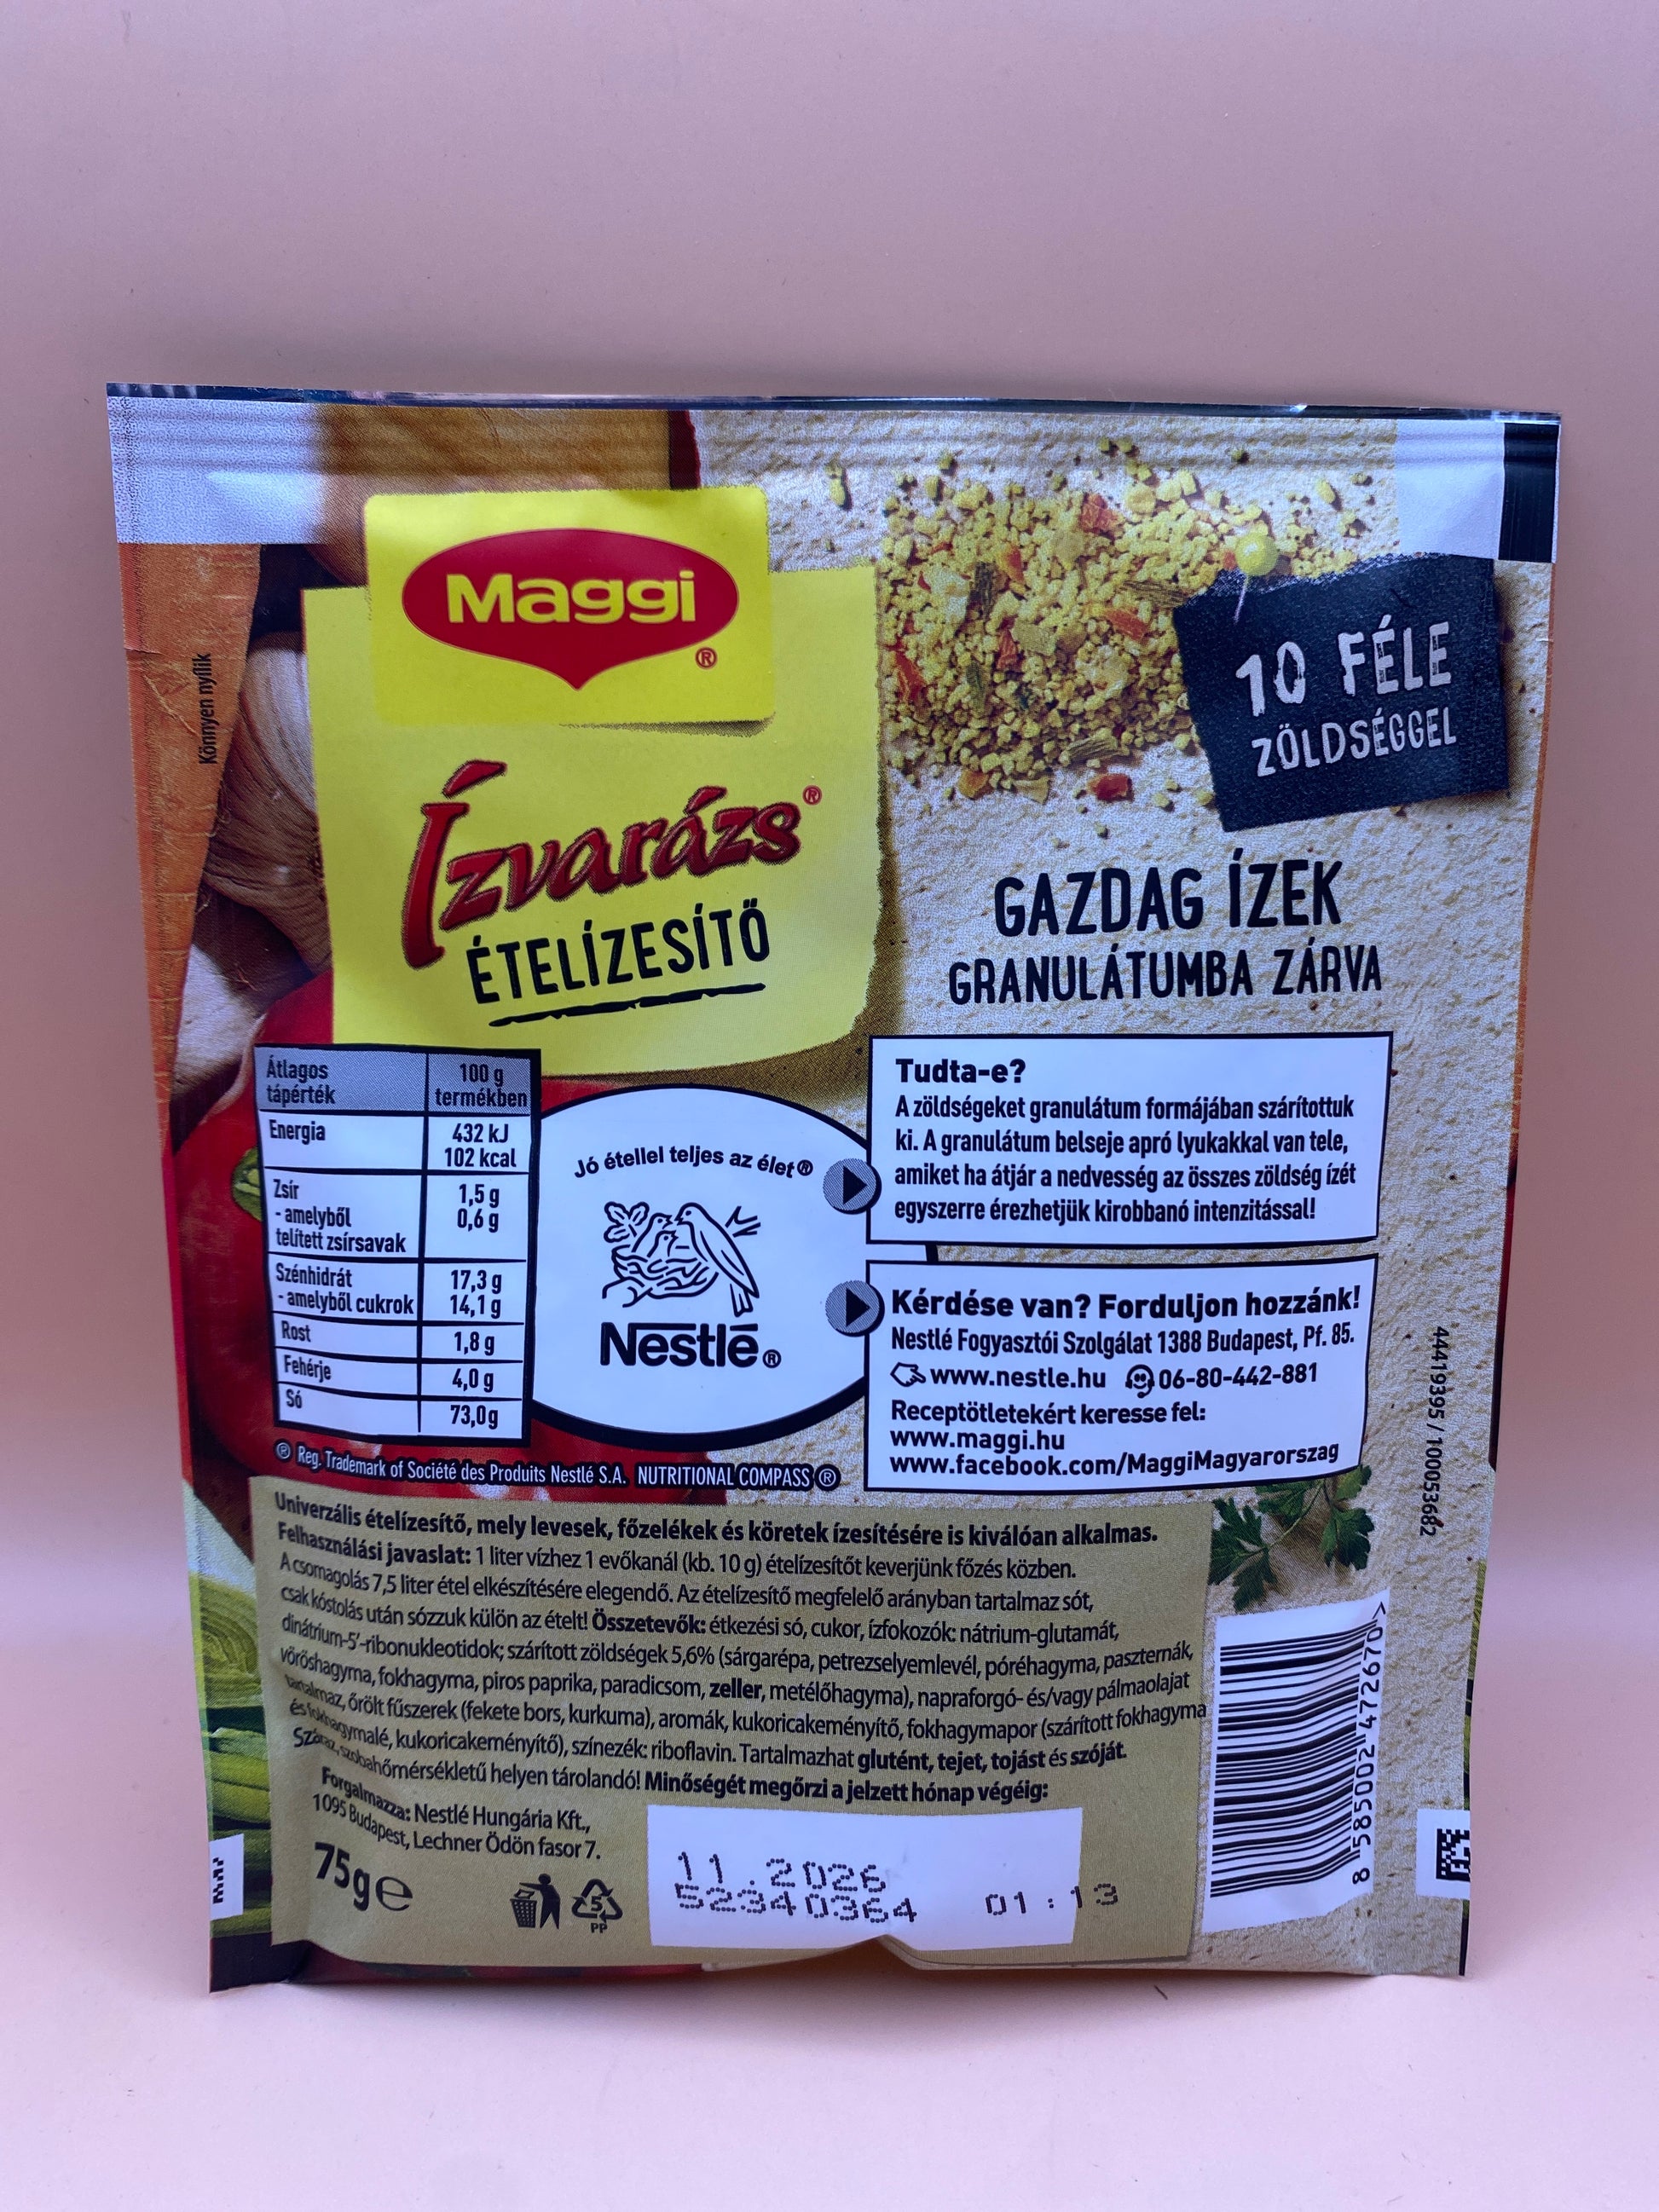 Könnyen nyílik
Maggi
®
Ízvarázs®
ÉTELÍZESÍTŐ
10 FÉLE
ZÖLDSÉGGEL
GAZDAG ÍZEK
GRANULÁTUMBA ZÁRVA
Átlagos tápérték 100 g termékben
Energia 432 kJ
102 kcal
Zsír 1,5 g
- amelyből telített zsírsavak 0,6 g
Szénhidrát 17,3 g
- amelyből cukrok 14,1 g
Rost 1,8 g
Fehérje 4,0 g
Só 73,0g
Jó étellel teljes az élet®
Nestlé®
Tudta-e?
A zöldségeket granulátum formájában szárítottuk
ki. A granulátum belseje apró lyukakkal van tele,
amiket ha átjár a nedvesség az összes zöldség ízét
egyszerre érezhetjük kirobbanó intenzitással!
Kérdése van? Forduljon hozzánk!
Nestlé Fogyasztói Szolgálat 1388 Budapest, Pf. 85.
www.nestle.hu 06-80-442-881
Receptötletekért keresse fel:
www.maggi.hu
www.facebook.com/MaggiMagyarorszag
44419395 / 100053682
® Reg. Trademark of Société des Produits Nestlé S.A. NUTRITIONAL COMPASS ®
Univerzális ételízesítő, mely levesek, főzelékek és köretek ízesítésére is kiválóan alkalmas.
Felhasználási javaslat: 1 liter vízhez 1 evőkanál (kb. 10 g) ételízesítőt keverjünk főzés közben.
A csomagolás 7,5 liter étel elkészítésére elegendő. Az ételízesítő megfelelő arányban tartalmaz sót,
csak kóstolás után sózzuk külön az ételt! Összetevők: étkezési só, cukor, ízfokozók: nátrium-glutamát,
dinátrium-5'-ribonukleotidok; szárított zöldségek 5,6% (sárgarépa, petrezselyemlevél, póréhagyma, paszternák,
vöröshagyma, fokhagyma, piros paprika, paradicsom, zeller, metélőhagyma), napraforgó- és/vagy pálmaolajat
tartalmaz, őrölt fűszerek (fekete bors, kurkuma), aromák, kukoricakeményítő, fokhagymapor (szárított fokhagyma
és fokhagymalé, kukoricakeményítő), színezék: riboflavin. Tartalmazhat glutént, tejet, tojást és szóját.
Száraz, szobahőmérsékletű helyen tárolandó! Minőségét megőrzi a jelzett hónap végéig:
Forgalmazza: Nestlé Hungária Kft.,
1095 Budapest, Lechner Ödön fasor 7.
75g e
5
PP
11.2026
52340364 01:13
8 585002 472670 >